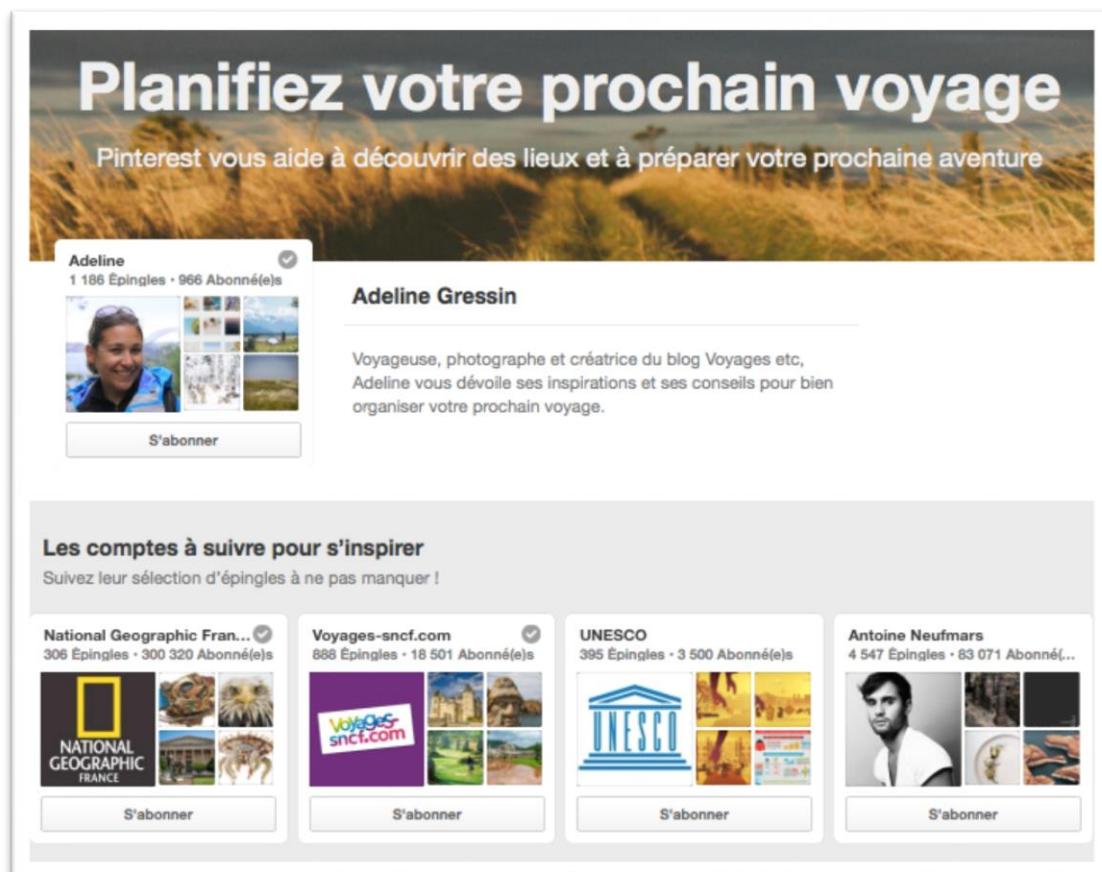 Planifiez votre prochain voyage
Pinterest vous aide à découvrir des lieux et à préparer votre prochaine aventure
Adeline
1 186 Épingles · 966 Abonné(e)s
S'abonner
Adeline Gressin
Voyageuse, photographe et créatrice du blog Voyages etc,
Adeline vous dévoile ses inspirations et ses conseils pour bien
organiser votre prochain voyage.
Les comptes à suivre pour s'inspirer
Suivez leur sélection d'épingles à ne pas manquer !
National Geographic Fran...
306 Épingles · 300 320 Abonné(e)s
NATIONAL
GEOGRAPHIC
FRANCE
S'abonner
Voyages-sncf.com
888 Épingles · 18 501 Abonné(e)s
Voyages-
sncf.com
S'abonner
UNESCO
395 Épingles · 3 500 Abonné(e)s
UNESCO
S'abonner
Antoine Neufmars
4 547 Épingles · 83 071 Abonné(...
S'abonner